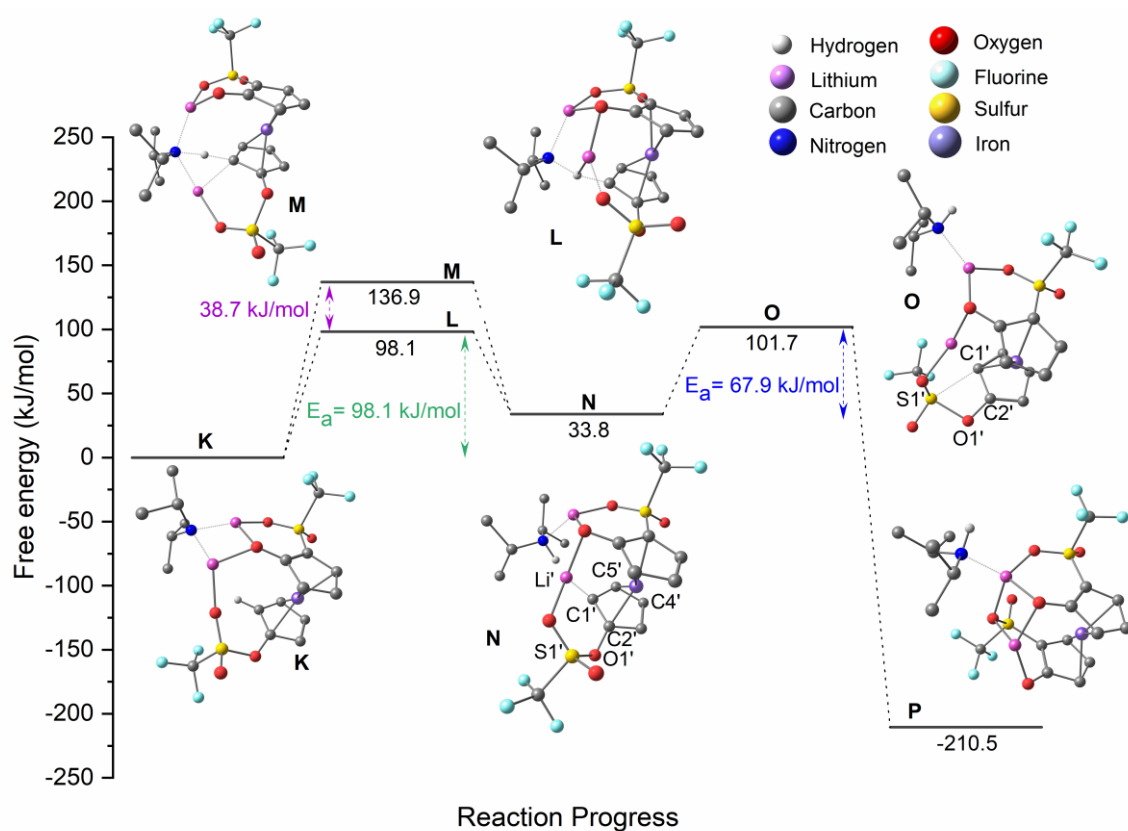 Hydrogen
Lithium
Carbon
Nitrogen
Oxygen
Fluorine
Sulfur
Iron
Free energy (kJ/mol)
250
200
150
100
50
0
-50
-100
-150
-200
-250
M
L
O
C1'
S1'
C2'
O1'
M
136.9
38.7 kJ/mol
L
98.1
Ea= 98.1 kJ/mol
O
101.7
Ea= 67.9 kJ/mol
N
33.8
K
K
Li'
C5'
C1'
C4'
N
C2'
S1'
O1'
P
-210.5
Reaction Progress